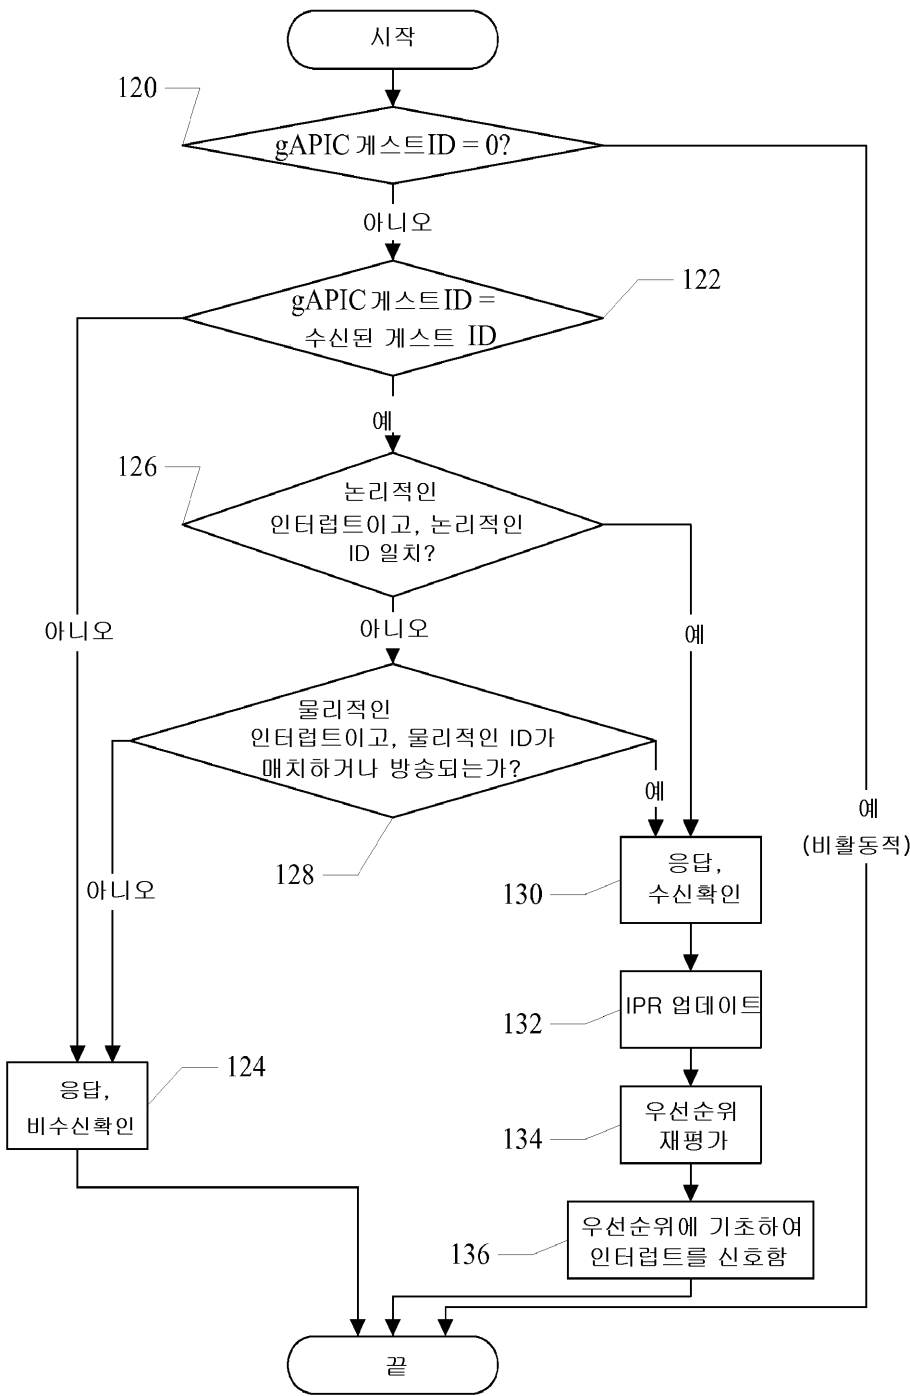 시작
120
gAPIC 게스트ID = 0?
아니오
122
gAPIC 게스트ID =
수신된 게스트 ID
예
126
논리적인
인터럽트이고, 논리적인
ID 일치?
아니오
아니오
예
물리적인
인터럽트이고, 물리적인 ID가
매치하거나 방송되는가?
예
예
(비활동적)
128
아니오
130
응답,
수신확인
132
IPR 업데이트
124
응답,
비수신확인
134
우선순위
재평가
136
우선순위에 기초하여
인터럽트를 신호함
끝